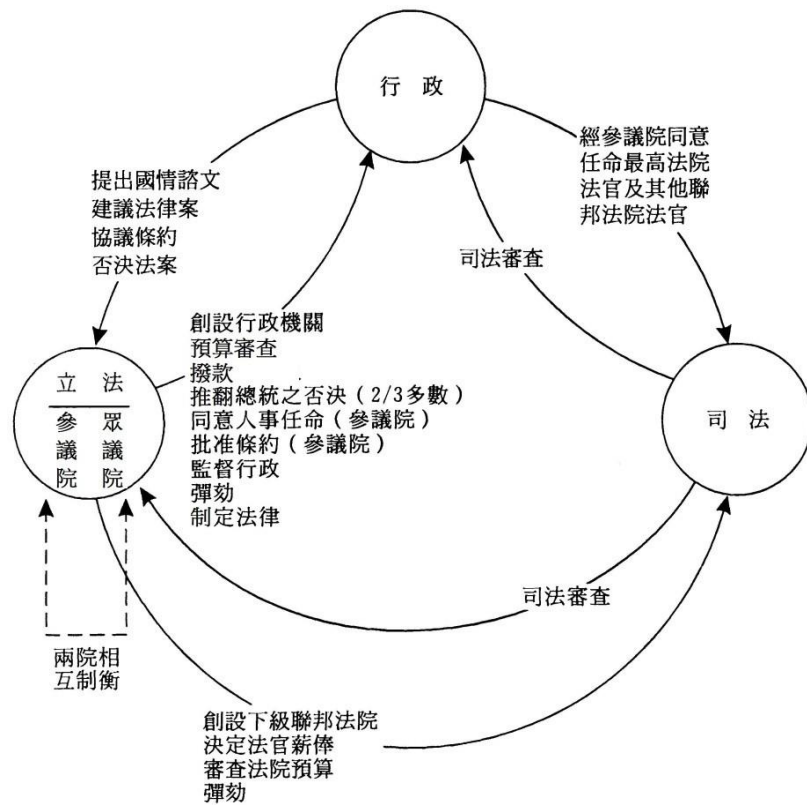 行 政
經參議院同意
任命最高法院
法官及其他聯
邦法院法官
提出國情諮文
建議法律案
協議條約
否決法案
司法審查
創設行政機關
預算審查
撥款
推翻總統之否決(2/3多數)
同意人事任命(參議院)
批准條約(參議院)
監督行政
彈劾
制定法律
立 法
參議院
眾議院
司 法
司法審查
兩院相
互制衡
創設下級聯邦法院
決定法官薪俸
審查法院預算
彈劾